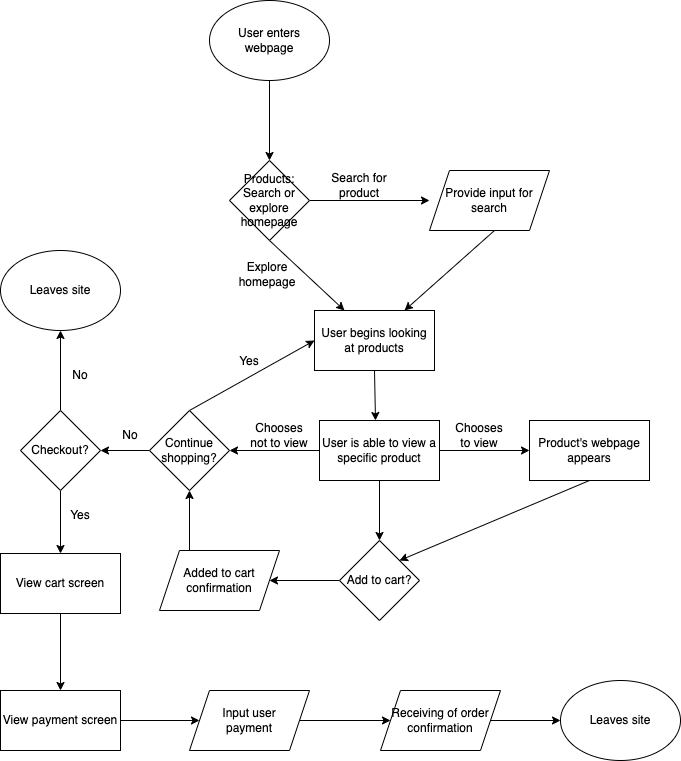 User enters
webpage
Products:
Search or
explore
homepage
Search for
product
Provide input for
search
Explore
homepage
Leaves site
User begins looking
at products
Yes
No
Checkout?
No
Continue
shopping?
Chooses
not to view
User is able to view a
specific product
Chooses
to view
Product's webpage
appears
Yes
Added to cart
confirmation
Add to cart?
View cart screen
View payment screen
Input user
payment
Receiving of order
confirmation
Leaves site